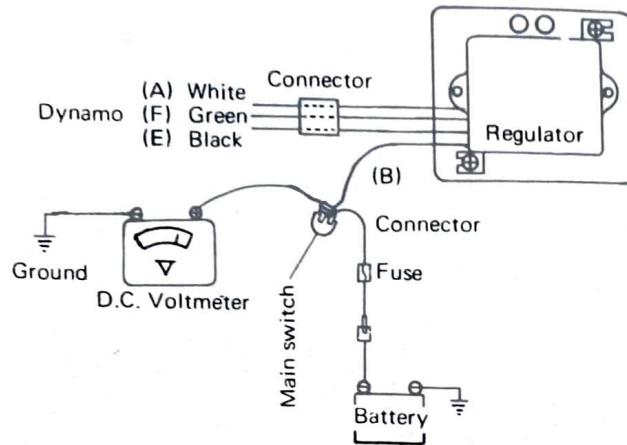 (A) White
Connector
Dynamo (F) Green
(E) Black
Regulator
(B)
Connector
Ground
Fuse
D.C. Voltmeter
Main switch
Battery